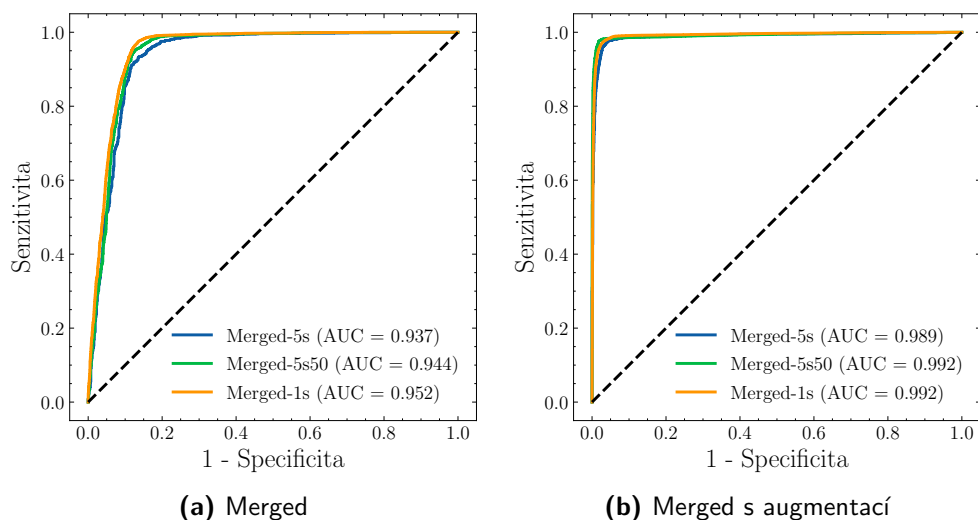 1.0
0.8
0.6
0.4
0.2
0.0
Senzitivita
Merged-5s (AUC = 0.937)
Merged-5s50 (AUC = 0.944)
Merged-1s (AUC = 0.952)
0.0 0.2 0.4 0.6 0.8 1.0
1 - Specificita
(a) Merged
1.0
0.8
0.6
0.4
0.2
0.0
Senzitivita
Merged-5s (AUC = 0.989)
Merged-5s50 (AUC = 0.992)
Merged-1s (AUC = 0.992)
0.0 0.2 0.4 0.6 0.8 1.0
1 - Specificita
(b) Merged s augmentací